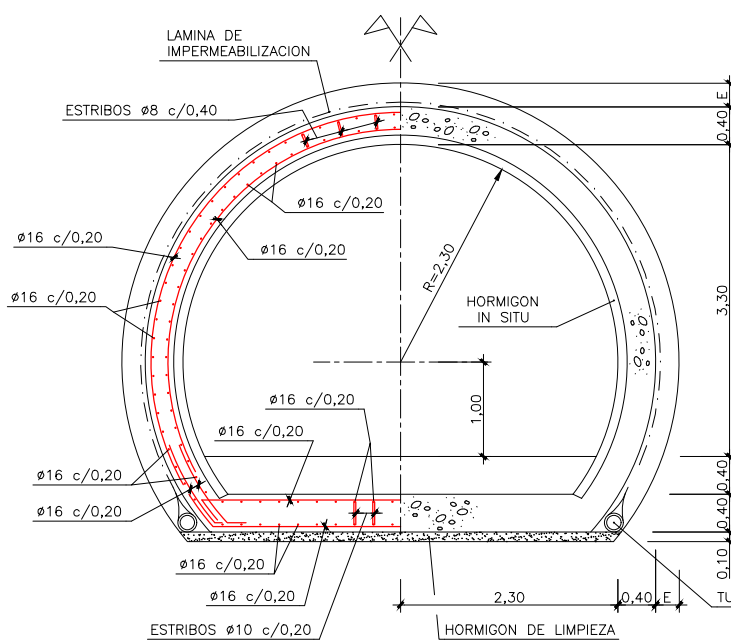 LAMINA DE
IMPERMEABILIZACION
ESTRIBOS ø8 c/0,40
E
0,40
ø16 c/0,20
ø16 c/0,20
ø16 c/0,20
ø16 c/0,20
R=2,30
HORMIGON
IN SITU
3,30
1,00
ø16 c/0,20
ø16 c/0,20
ø16 c/0,20
ø16 c/0,20
0,40
0,40
0,10
ø16 c/0,20
ø16 c/0,20
2,30
0,40
E
TU
ESTRIBOS ø10 c/0,20
HORMIGON DE LIMPIEZA